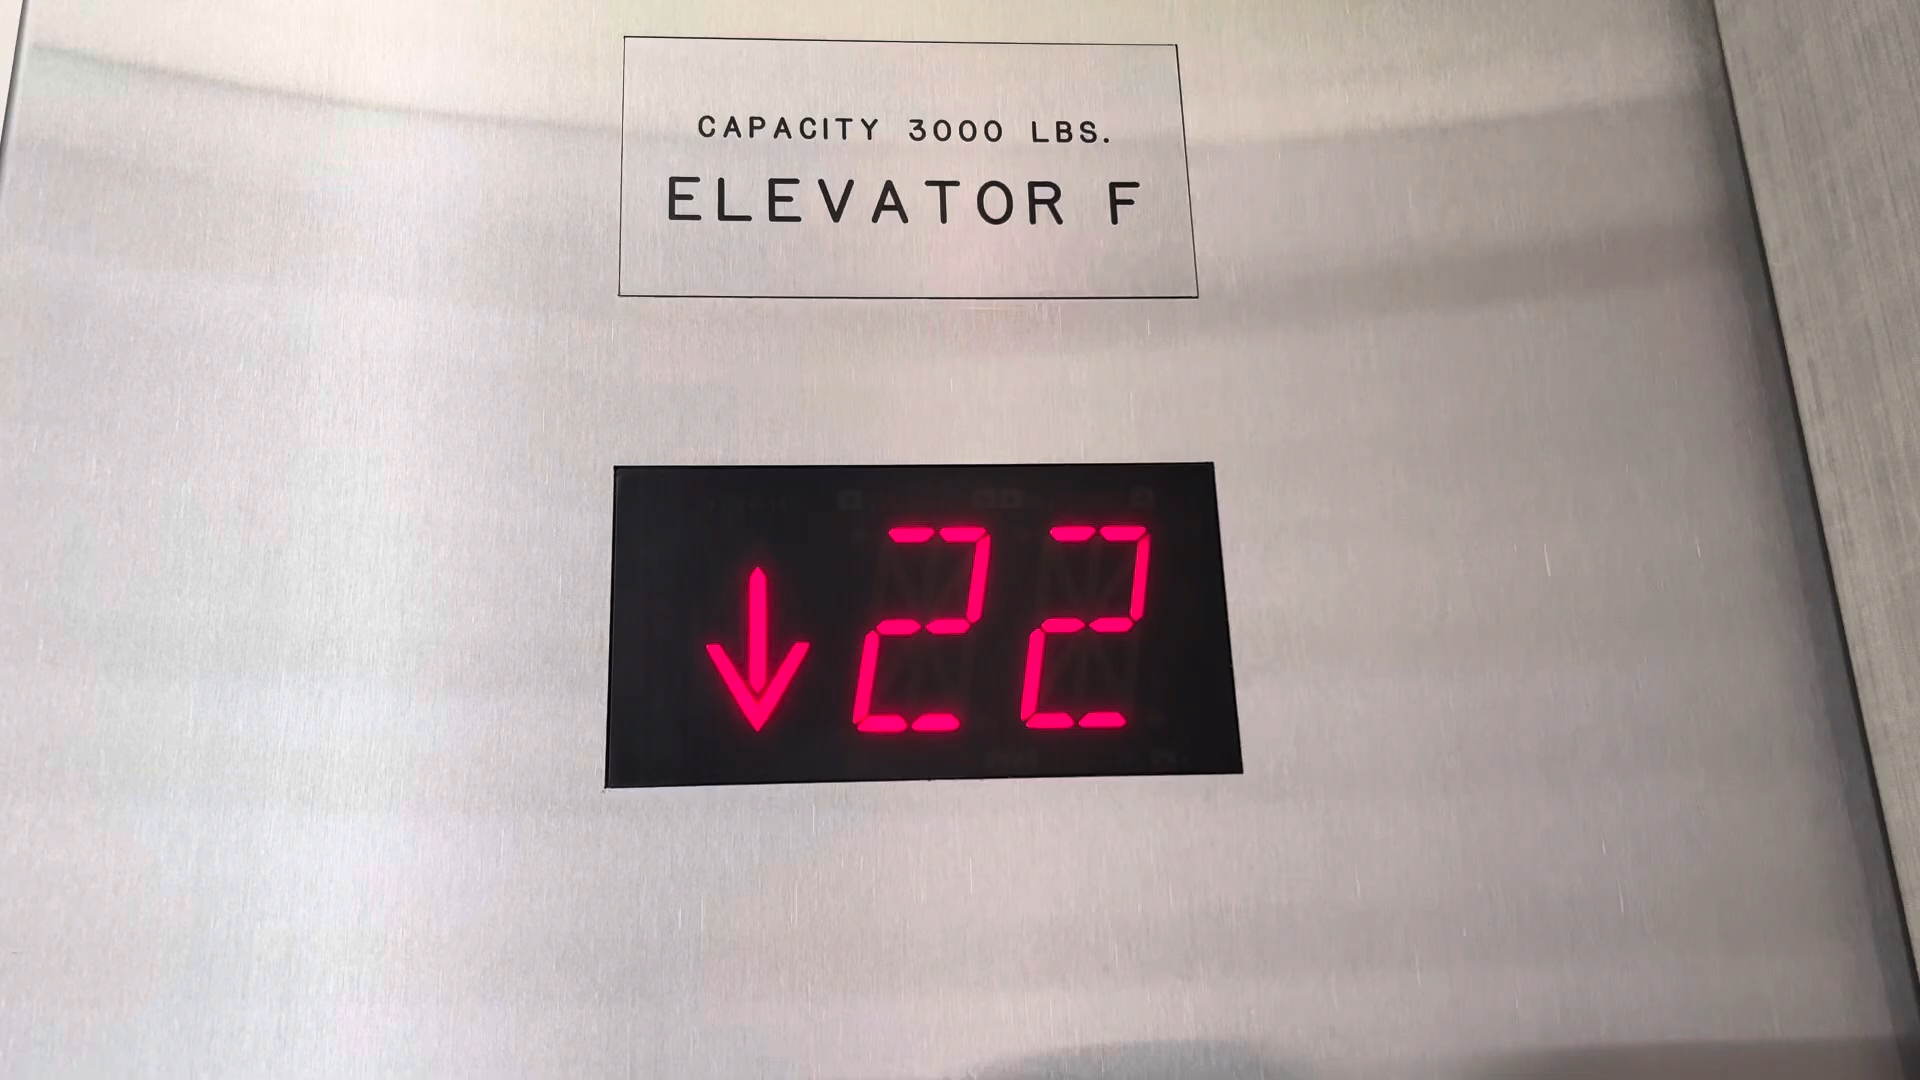 CAPACITY 3000 LBS.
ELEVATOR F
↓22